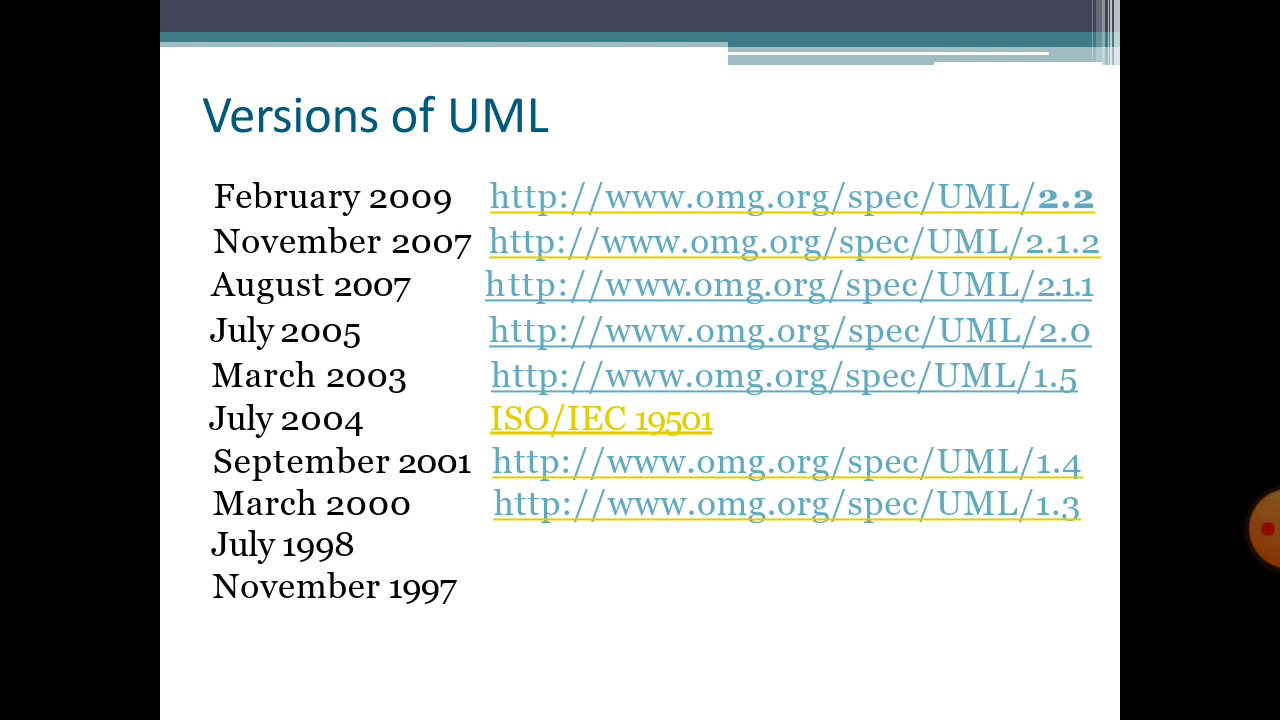 Versions of UML
February 2009 http://www.omg.org/spec/UML/2.2
November 2007 http://www.omg.org/spec/UML/2.1.2
August 2007 http://www.omg.org/spec/UML/2.1.1
July 2005 http://www.omg.org/spec/UML/2.0
March 2003 http://www.omg.org/spec/UML/1.5
July 2004 ISO/IEC 19501
September 2001 http://www.omg.org/spec/UML/1.4
March 2000 http://www.omg.org/spec/UML/1.3
July 1998
November 1997